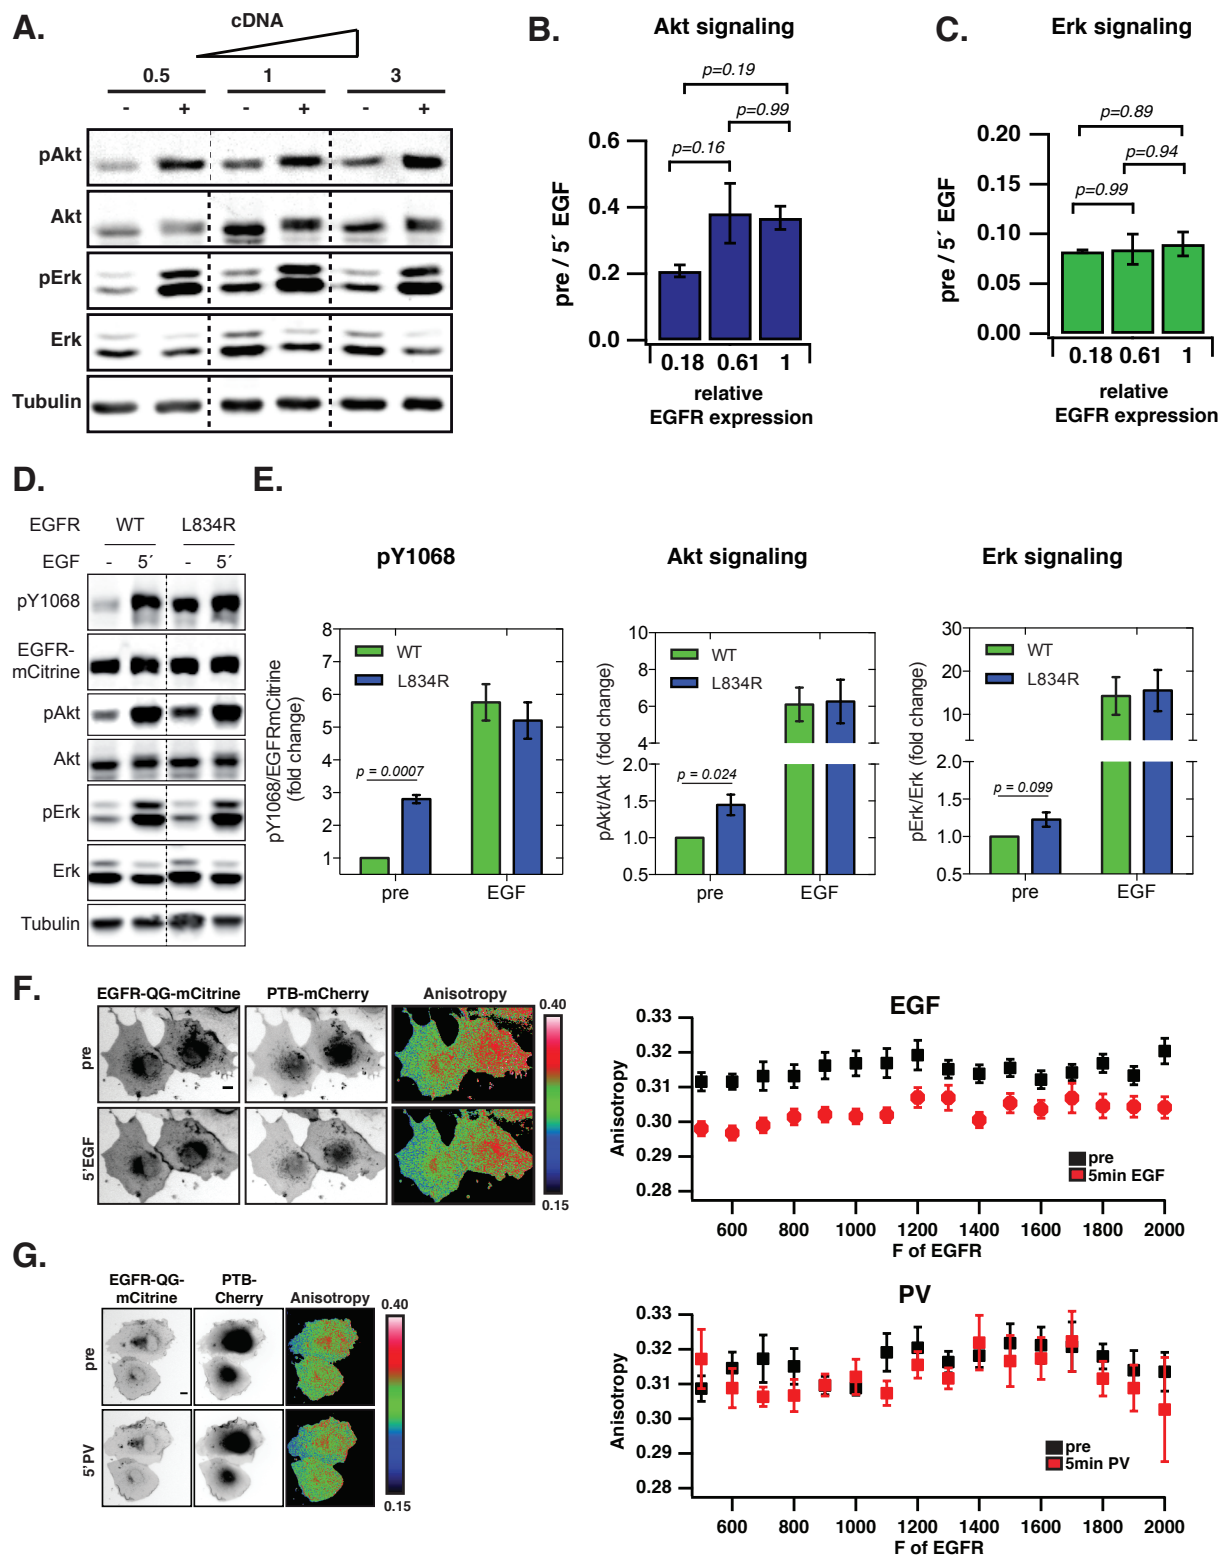 A.
cDNA
0.5 1 3
- + - + - +
pAkt
Akt
pErk
Erk
Tubulin
B.
Akt signaling
p=0.19
p=0.99
p=0.16
pre / 5´ EGF
0.6
0.4
0.2
0.0
0.18 0.61 1
relative
EGFR expression
C.
Erk signaling
p=0.89
p=0.94
p=0.99
pre / 5´ EGF
0.20
0.15
0.10
0.05
0.00
0.18 0.61 1
relative
EGFR expression
D.
EGFR WT L834R
EGF - 5´ - 5´
pY1068
EGFR-
mCitrine
pAkt
Akt
pErk
Erk
Tubulin
E.
pY1068
pY1068/EGFRmCitrine
(fold change)
8
7
6
5
4
3
2
1
WT
L834R
p = 0.0007
pre EGF
Akt signaling
pAkt/Akt (fold change)
10
8
6
4
2.0
1.5
1.0
0.5
WT
L834R
p = 0.024
pre EGF
Erk signaling
pErk/Erk (fold change)
30
20
10
2.0
1.5
1.0
0.5
WT
L834R
p = 0.099
pre EGF
F.
EGFR-QG-mCitrine PTB-mCherry Anisotropy
pre
5'EGF
0.40
0.15
EGF
Anisotropy
0.33
0.32
0.31
0.30
0.29
0.28
pre
5min EGF
600 800 1000 1200 1400 1600 1800 2000
F of EGFR
G.
EGFR-QG-
mCitrine
PTB-
Cherry
Anisotropy
pre
5'PV
0.40
0.15
PV
Anisotropy
0.33
0.32
0.31
0.30
0.29
0.28
pre
5min PV
600 800 1000 1200 1400 1600 1800 2000
F of EGFR